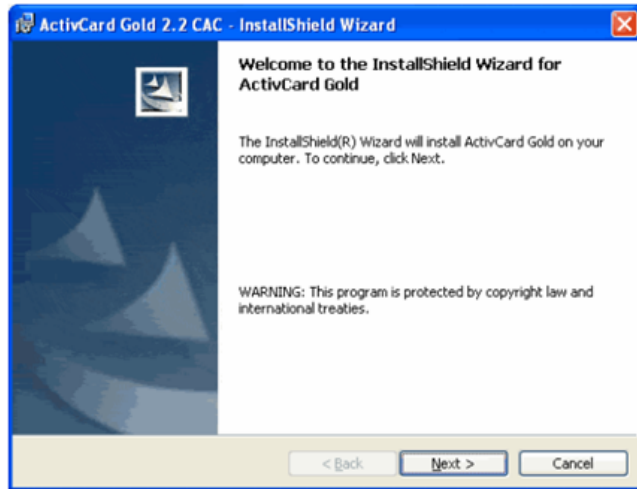 ActivCard Gold 2.2 CAC - InstallShield Wizard
Welcome to the InstallShield Wizard for
ActivCard Gold
The InstallShield(R) Wizard will install ActivCard Gold on your
computer. To continue, click Next.
WARNING: This program is protected by copyright law and
international treaties.
< Back Next > Cancel